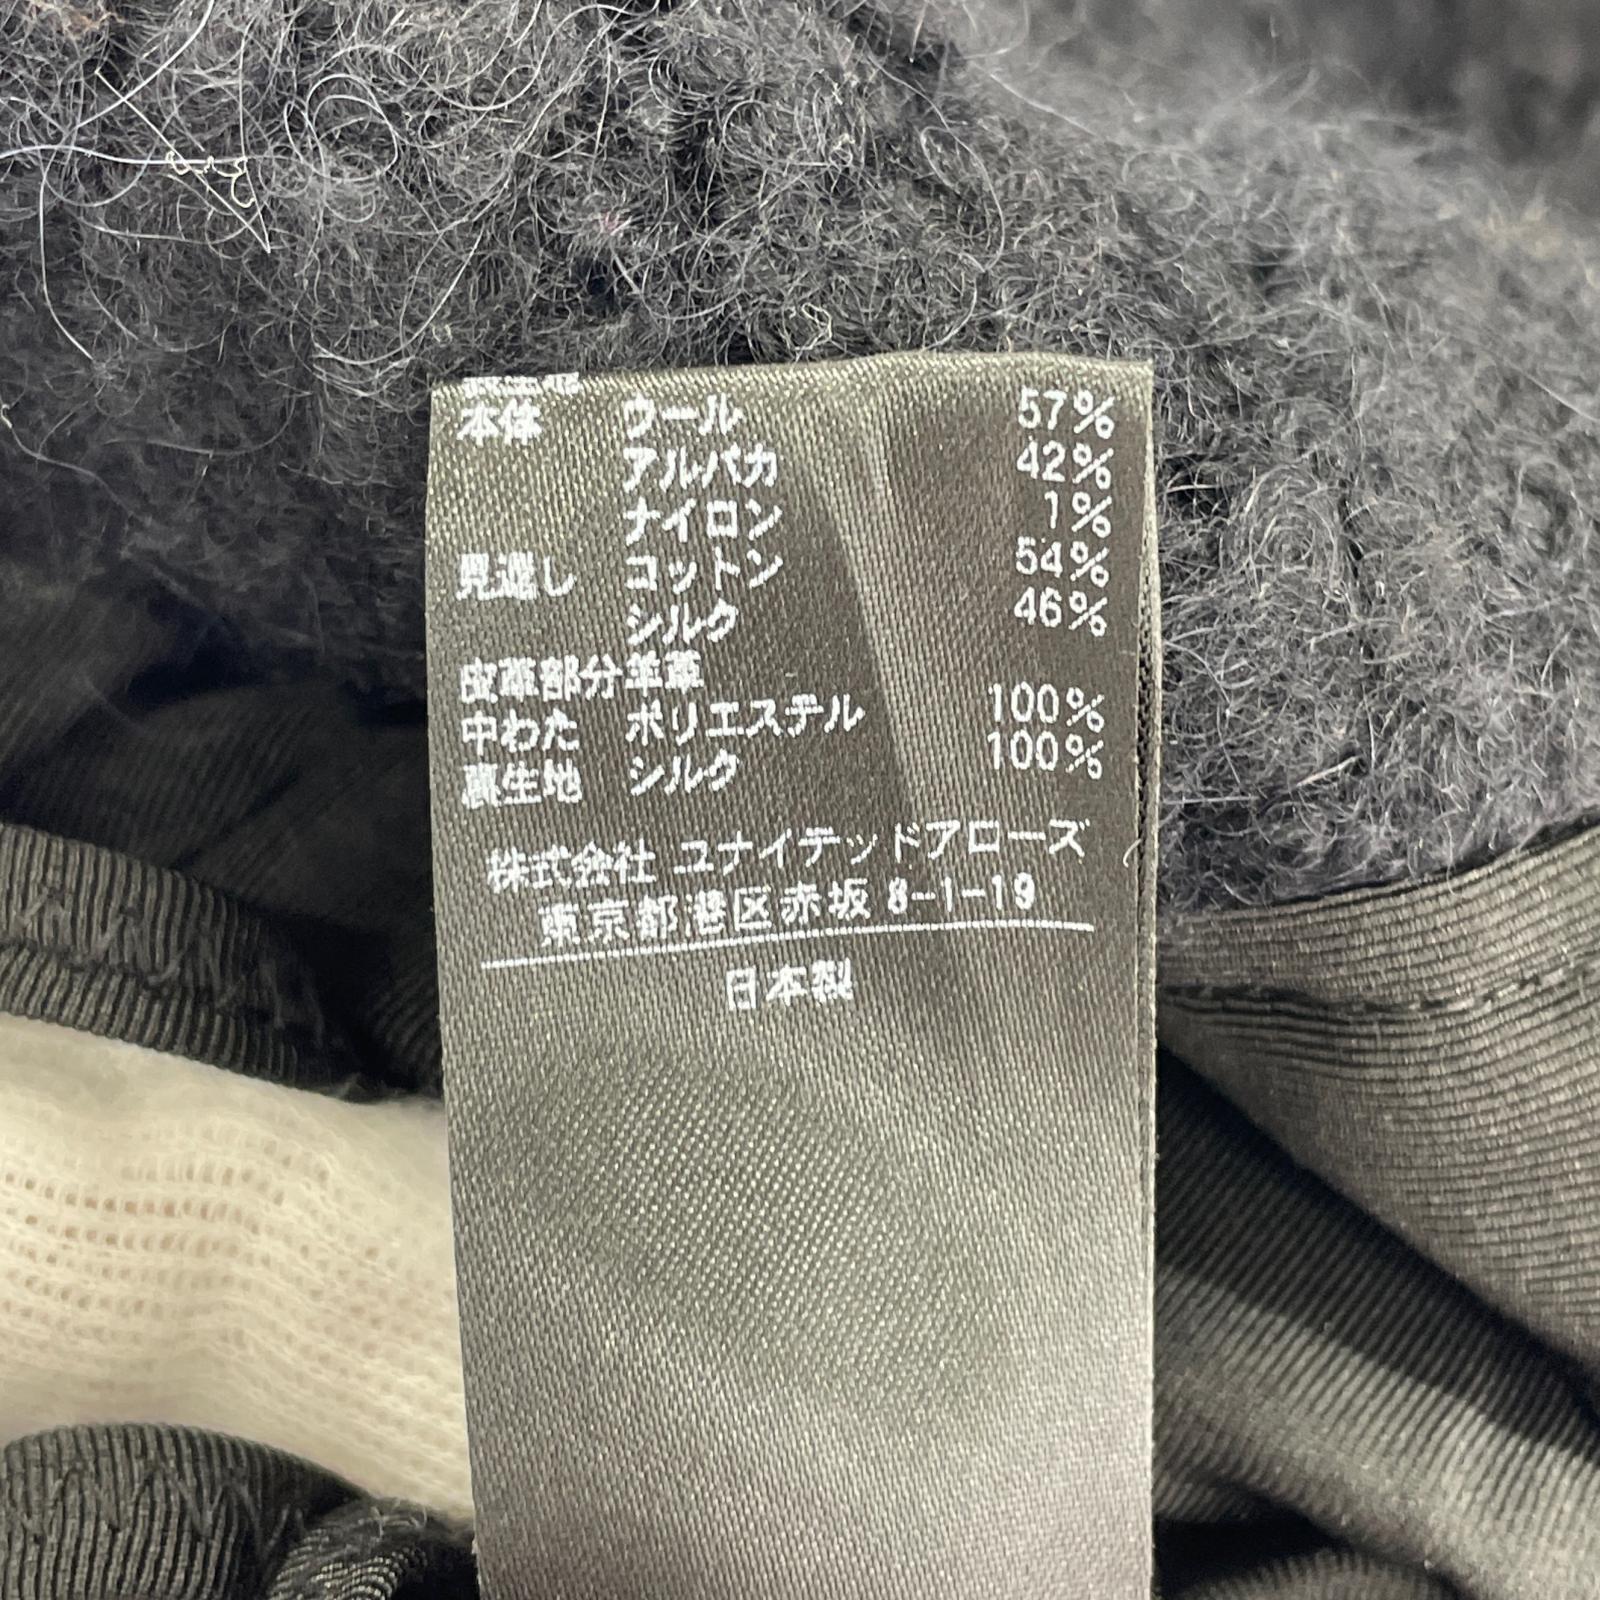 本体 ウール 57%
アルパカ 42%
ナイロン 1%
見返し コットン 54%
シルク 46%
皮革部分 羊革
中わた ポリエステル 100%
裏生地 シルク 100%
株式会社 ユナイテッドアローズ
東京都港区赤坂 8-1-19
日本製